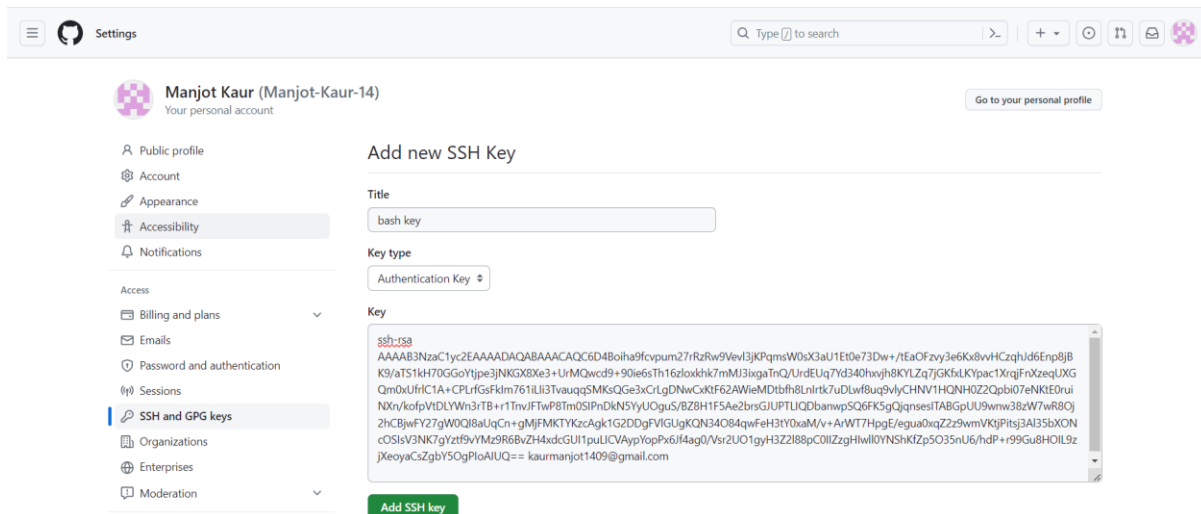 Settings
Type / to search
Manjot Kaur (Manjot-Kaur-14)
Your personal account
Go to your personal profile
Public profile
Account
Appearance
Accessibility
Notifications
Access
Billing and plans
Emails
Password and authentication
Sessions
SSH and GPG keys
Organizations
Enterprises
Moderation
Add new SSH Key
Title
bash key
Key type
Authentication Key
Key
ssh-rsa
AAAAB3NzaC1yc2EAAAADAQABAAACAQC6D4Boiha9fcvpum27rRzRw9Vevl3jKPqmsW0sX3aU1Et0e73Dw+/tEaOFzvy3e6Kx8vvHCzqhJd6Enp8jB
K9/aTS1kH70GGoYtjpe3jNKGX8Xe3+UrMQwcd9+90ie6sTh16zloxkhk7mMJ3ixgaTnQ/UrdEUq7Yd340hxvjh8KYLZq7jGKfxLKYpac1XrqjFnXzeqUXG
Qm0xUfrlC1A+CPLrfGsFkIm761iLIi3TvauqqSMKsQGe3xCrLgDNwCxKtF62AWieMDtbfh8LnIrtk7uDLwf8uq9vlyCHNV1HQNH0Z2Qpbi07eNKtE0rui
NXn/kofpVtDLYWn3rTB+r1TnvJFTwP8Tm0SIPnDkN5YyUOguS/BZ8H1F5Ae2brsGJUPTLIQDbanwpSQ6FK5gQjqnsesITABGpUU9wnw38zW7wR8Oj
2hCBjwFY27gW0QI8aUqCn+gMjFMKTYKzcAgk1G2DDgFVlGUgKQN34O84qwFeH3tY0xaM/v+ArWT7HpgE/egua0xqZ2z9wmVKtjPitsj3Al35bXON
cOSIsV3NK7gYztf9vYMz9R6BvZH4xdcGUI1puLICVAypYopPx6Jf4ag0/Vsr2UO1gyH3Z2l88pC0IIZzgHIwll0YNShKfZp5O35nU6/hdP+r99Gu8HOIL9z
jXeoyaCsZgbY5OgPIoAIUQ== kaurmanjot1409@gmail.com
Add SSH key